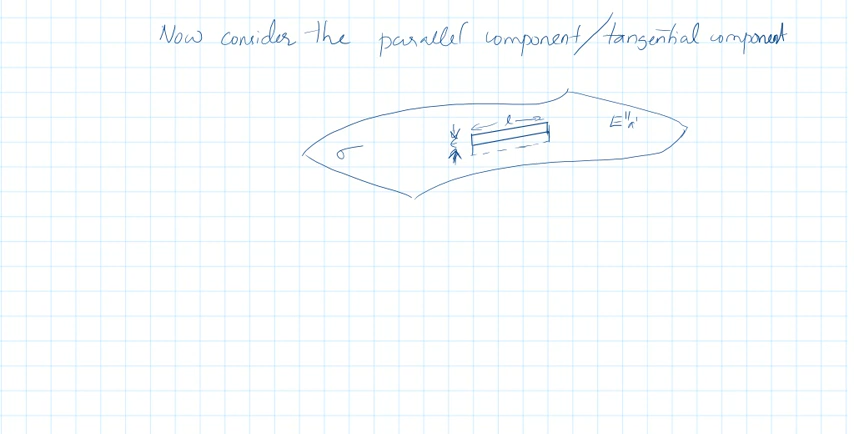 Now consider the parallel component/tangential component
l
σ
ε